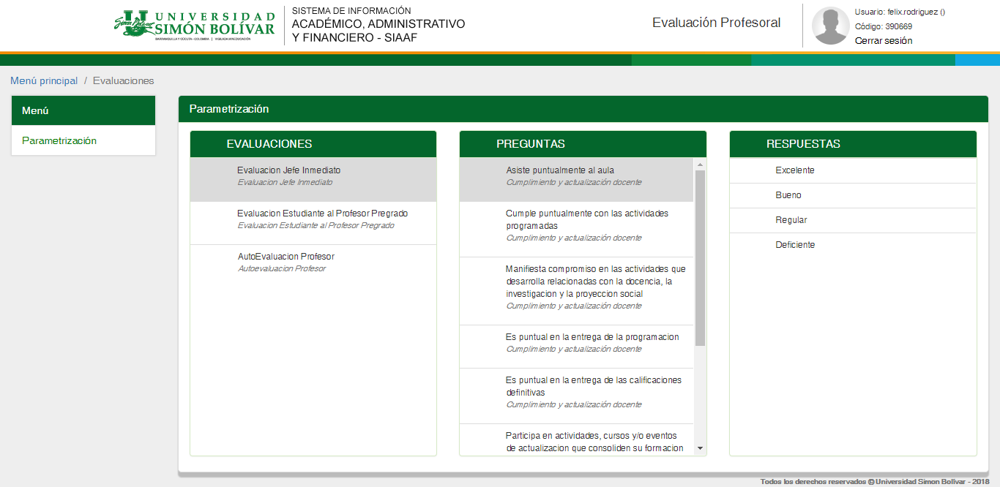 UNIVERSIDAD
SIMÓN BOLÍVAR
BARRANQUILLA Y CÚCUTA - COLOMBIA | VIGILADA MINEDUCACIÓN
SISTEMA DE INFORMACIÓN
ACADÉMICO, ADMINISTRATIVO
Y FINANCIERO - SIAAF
Evaluación Profesoral
Usuario: felix.rodriguez ()
Código: 390669
Cerrar sesión
Menú principal / Evaluaciones
Menú
Parametrización
Parametrización
EVALUACIONES
Evaluacion Jefe Inmediato
Evaluacion Jefe Inmediato
Evaluacion Estudiante al Profesor Pregrado
Evaluacion Estudiante al Profesor Pregrado
AutoEvaluacion Profesor
Autoevaluacion Profesor
PREGUNTAS
Asiste puntualmente al aula
Cumplimiento y actualización docente
Cumple puntualmente con las actividades
programadas
Cumplimiento y actualización docente
Manifiesta compromiso en las actividades que
desarrolla relacionadas con la docencia, la
investigacion y la proyeccion social
Cumplimiento y actualización docente
Es puntual en la entrega de la programacion
Cumplimiento y actualización docente
Es puntual en la entrega de las calificaciones
definitivas
Cumplimiento y actualización docente
Participa en actividades, cursos y/o eventos
de actualizacion que consoliden su formacion
RESPUESTAS
Excelente
Bueno
Regular
Deficiente
Todos los derechos reservados © Universidad Simon Bolívar - 2018